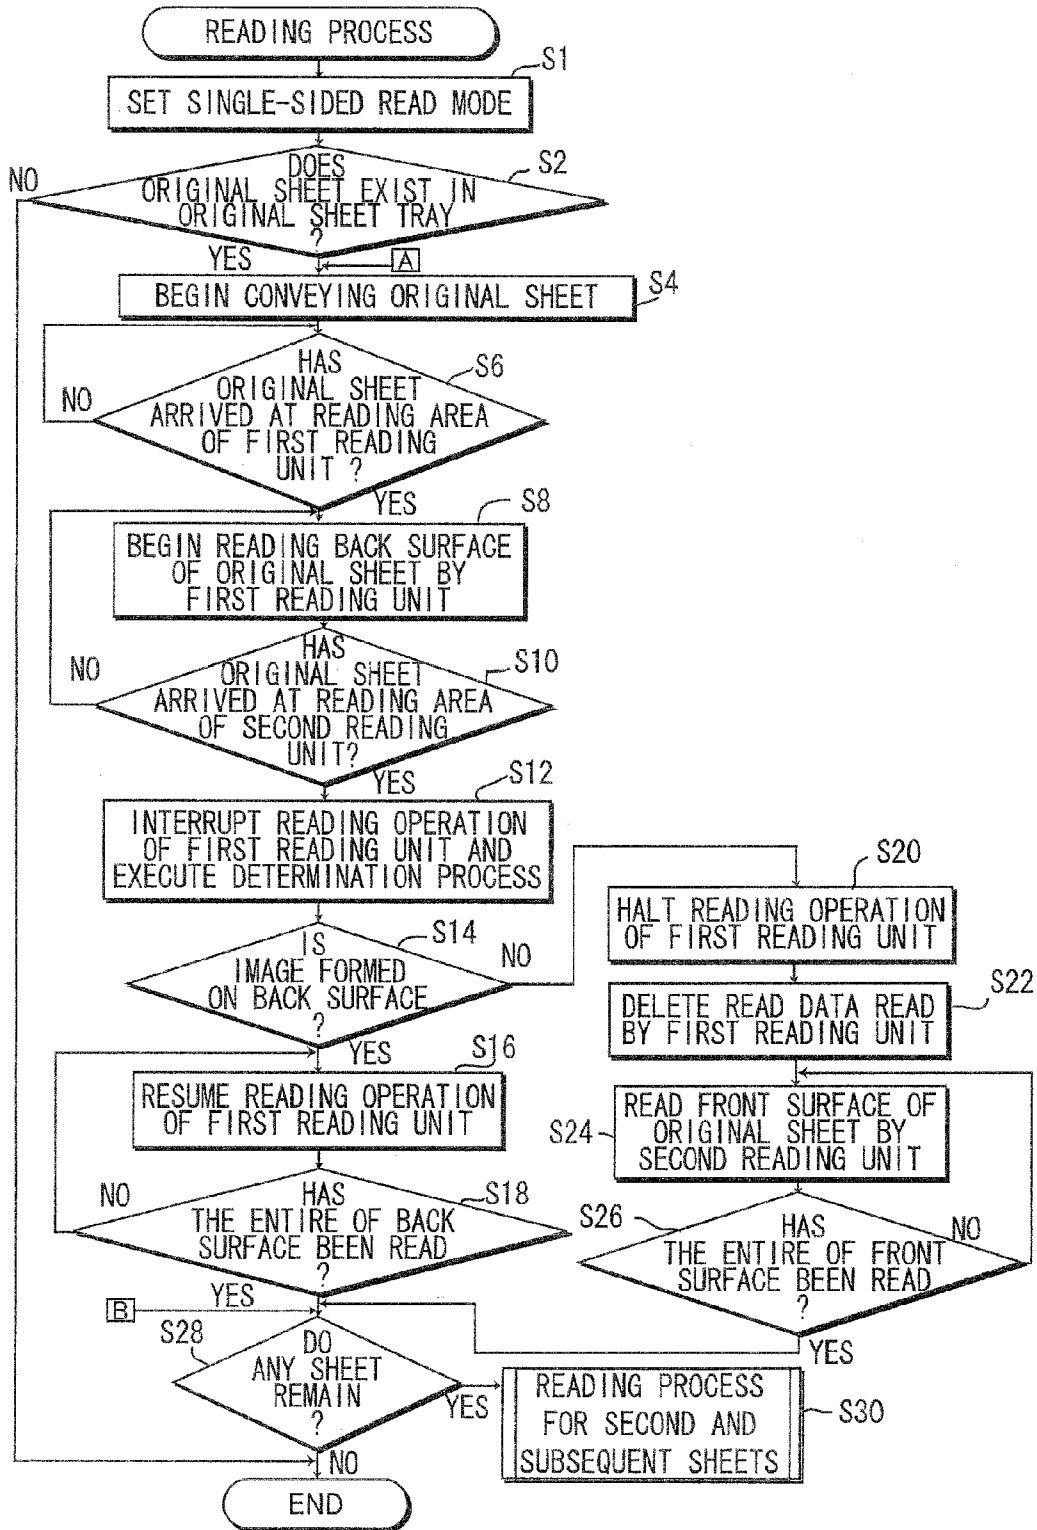 READING PROCESS
S1
SET SINGLE-SIDED READ MODE
S2
DOES
ORIGINAL SHEET EXIST IN
ORIGINAL SHEET TRAY
?
NO
YES
A
S4
BEGIN CONVEYING ORIGINAL SHEET
S6
HAS
ORIGINAL SHEET
ARRIVED AT READING AREA
OF FIRST READING
UNIT ?
NO
YES
S8
BEGIN READING BACK SURFACE
OF ORIGINAL SHEET BY
FIRST READING UNIT
S10
HAS
ORIGINAL SHEET
ARRIVED AT READING AREA
OF SECOND READING
UNIT?
NO
YES
S12
INTERRUPT READING OPERATION
OF FIRST READING UNIT AND
EXECUTE DETERMINATION PROCESS
S14
IS
IMAGE FORMED
ON BACK SURFACE
?
NO
YES
S16
RESUME READING OPERATION
OF FIRST READING UNIT
S18
HAS
THE ENTIRE OF BACK
SURFACE BEEN READ
?
NO
YES
S20
HALT READING OPERATION
OF FIRST READING UNIT
S22
DELETE READ DATA READ
BY FIRST READING UNIT
S24
READ FRONT SURFACE OF
ORIGINAL SHEET BY
SECOND READING UNIT
S26
HAS
THE ENTIRE OF FRONT
SURFACE BEEN READ
?
NO
YES
B
S28
DO
ANY SHEET
REMAIN
?
YES
NO
S30
READING PROCESS
FOR SECOND AND
SUBSEQUENT SHEETS
END